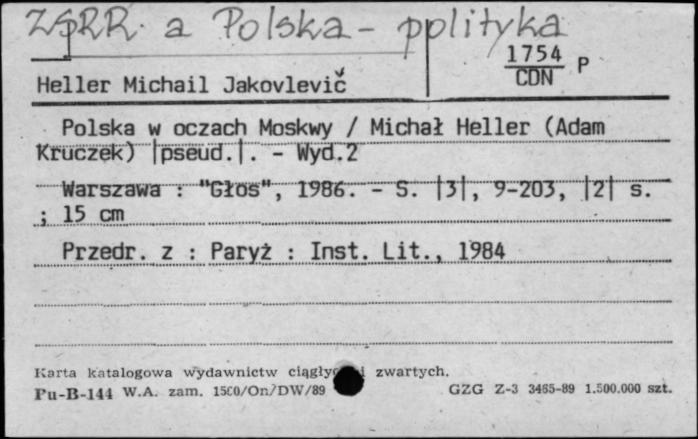 ZSRR a Polska - polityka
1754 P
CDN
Heller Michail Jakovlevič
Polska w oczach Moskwy / Michał Heller (Adam
Kruczek) |pseud.|. - Wyd.2
Warszawa : "Głos", 1986. - S. |3|, 9-203, |2| s.
; 15 cm
Przedr. z : Paryż : Inst. Lit., 1984
Karta katalogowa wydawnictw ciągłyc i zwartych.
Pu-B-144 W.A. zam. 1500/On/DW/89 GZG Z-3 3465-89 1.500.000 szt.